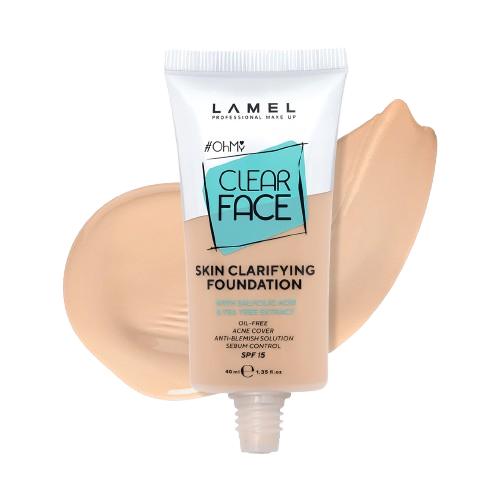 LAMEL
PROFESSIONAL MAKE UP
#OhMy
CLEAR
FACE
SKIN CLARIFYING
FOUNDATION
WITH SALICYLIC ACID
& TEA TREE EXTRACT
OIL-FREE
ACNE COVER
ANTI-BLEMISH SOLUTION
SEBUM CONTROL
SPF 15
40 ml ℮ 1.35 fl.oz